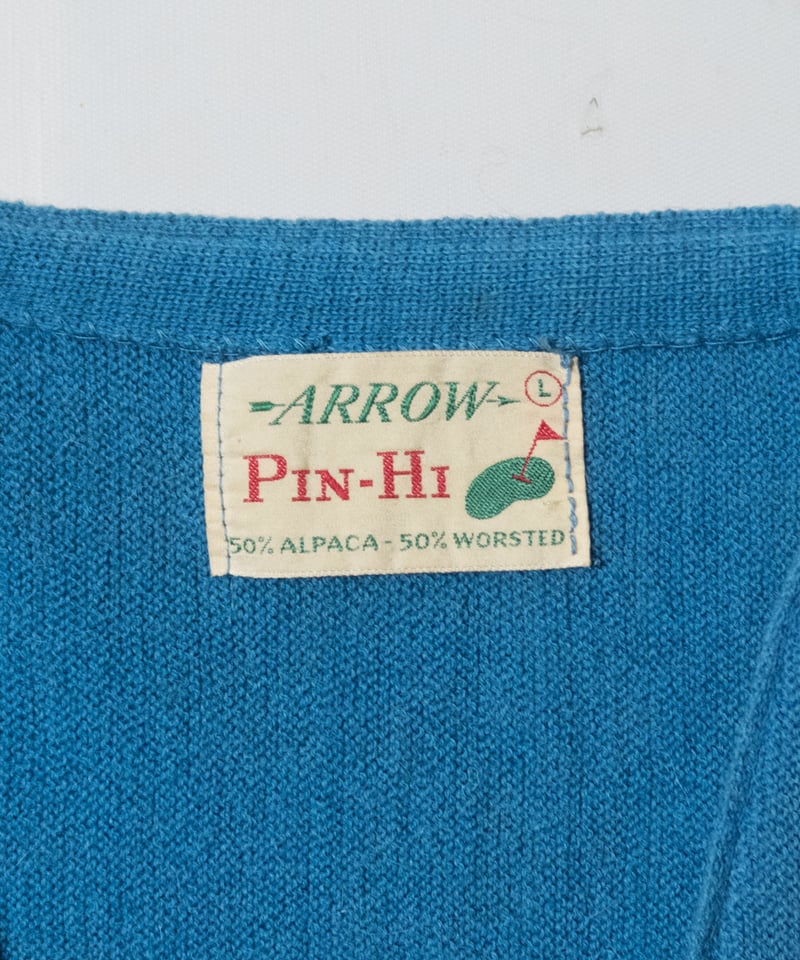 ARROW L
PIN-HI
50% ALPACA - 50% WORSTED